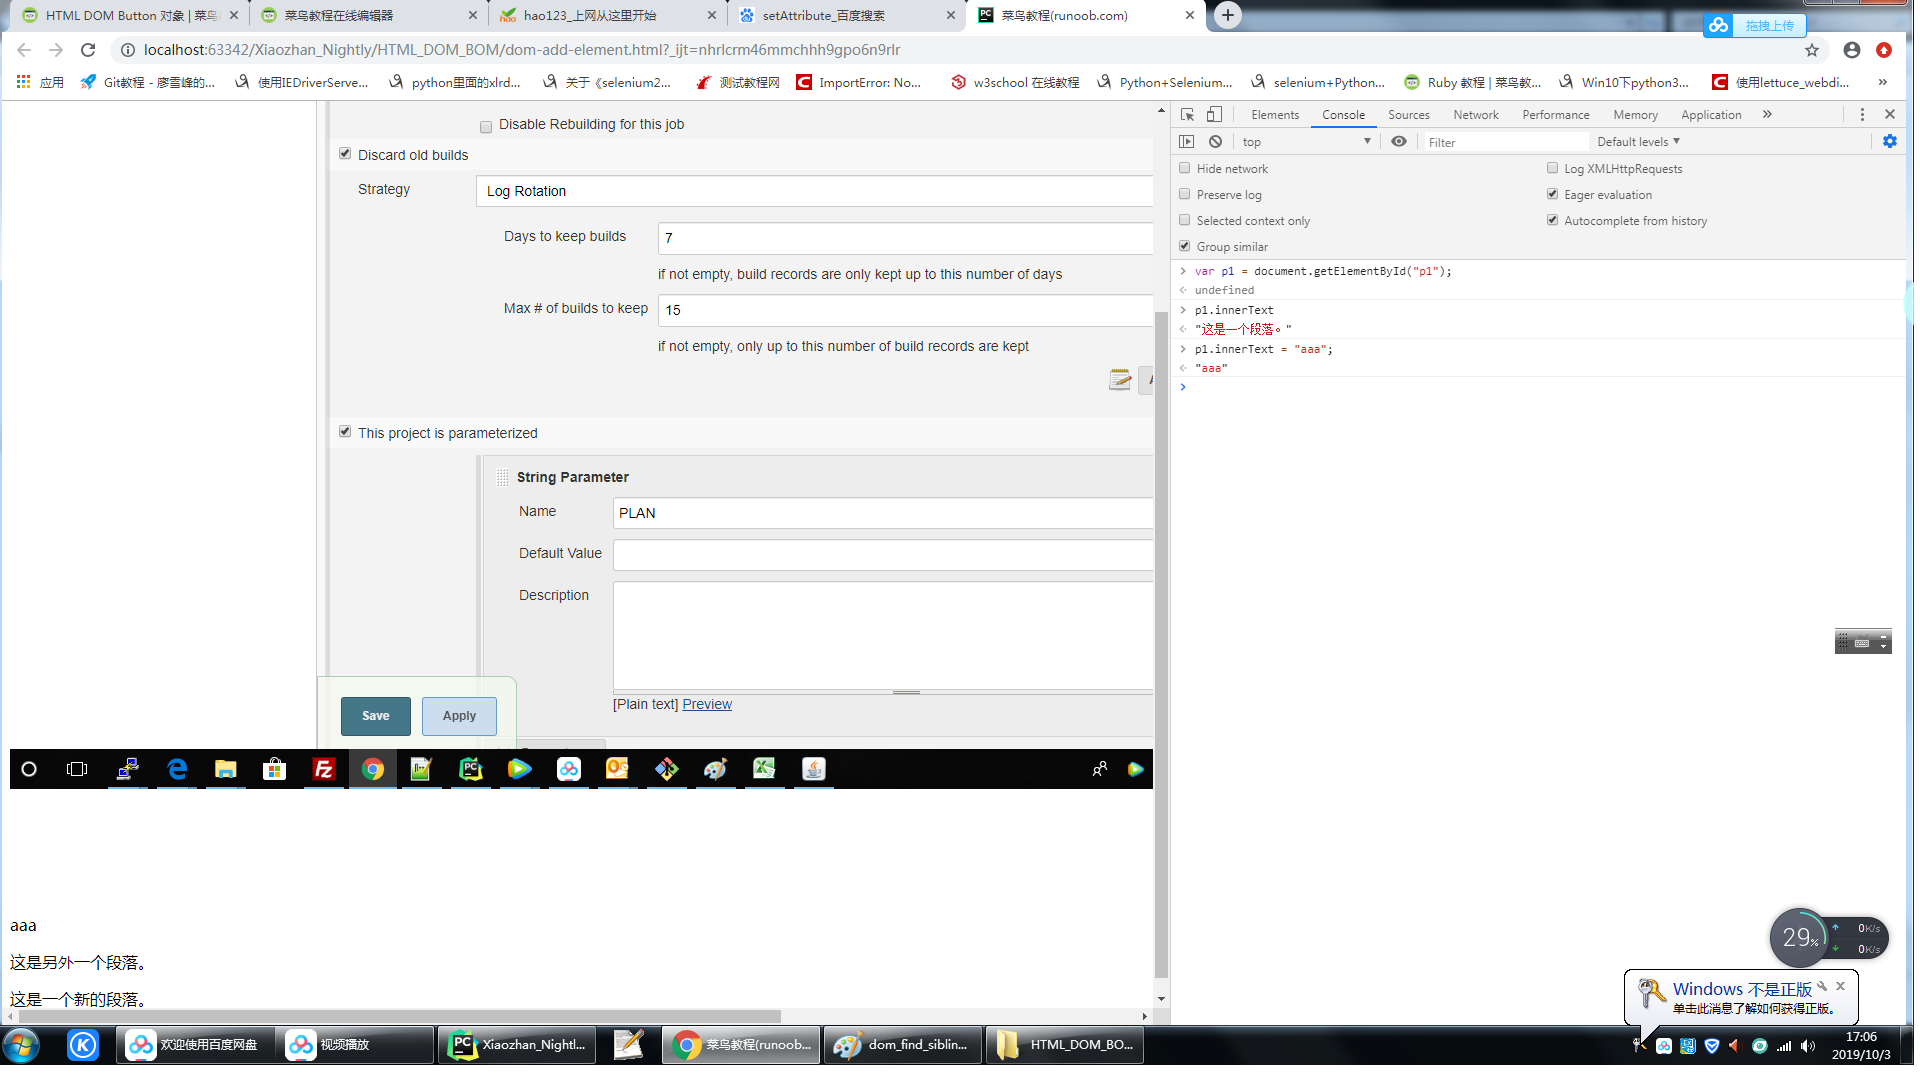 HTML DOM Button 对象 | 菜鸟
菜鸟教程在线编辑器
hao123_上网从这里开始
setAttribute_百度搜索
菜鸟教程(runoob.com)
拖拽上传
localhost:63342/Xiaozhan_Nightly/HTML_DOM_BOM/dom-add-element.html?_ijt=nhrlcrm46mmchhh9gpo6n9rlr
应用
Git教程 - 廖雪峰的...
使用IEDriverServe...
python里面的xlrd...
关于《selenium2...
测试教程网
ImportError: No...
w3school 在线教程
Python+Selenium...
selenium+Python...
Ruby 教程 | 菜鸟教...
Win10下python3...
使用lettuce_webdi...
»
Disable Rebuilding for this job
Discard old builds
Strategy
Log Rotation
Days to keep builds
7
if not empty, build records are only kept up to this number of days
Max # of builds to keep
15
if not empty, only up to this number of build records are kept
This project is parameterized
String Parameter
Name
PLAN
Default Value
Description
[Plain text] Preview
Save
Apply
aaa
这是另外一个段落。
这是一个新的段落。
Elements
Console
Sources
Network
Performance
Memory
Application
»
top
Filter
Default levels
Hide network
Log XMLHttpRequests
Preserve log
Eager evaluation
Selected context only
Autocomplete from history
Group similar
var p1 = document.getElementById("p1");
undefined
p1.innerText
"这是一个段落。"
p1.innerText = "aaa";
"aaa"
29%
0K/s
0K/s
Windows 不是正版
单击此消息了解如何获得正版。
欢迎使用百度网盘
视频播放
Xiaozhan_Nightl...
菜鸟教程(runoob...
dom_find_siblin...
HTML_DOM_BO...
17:06
2019/10/3